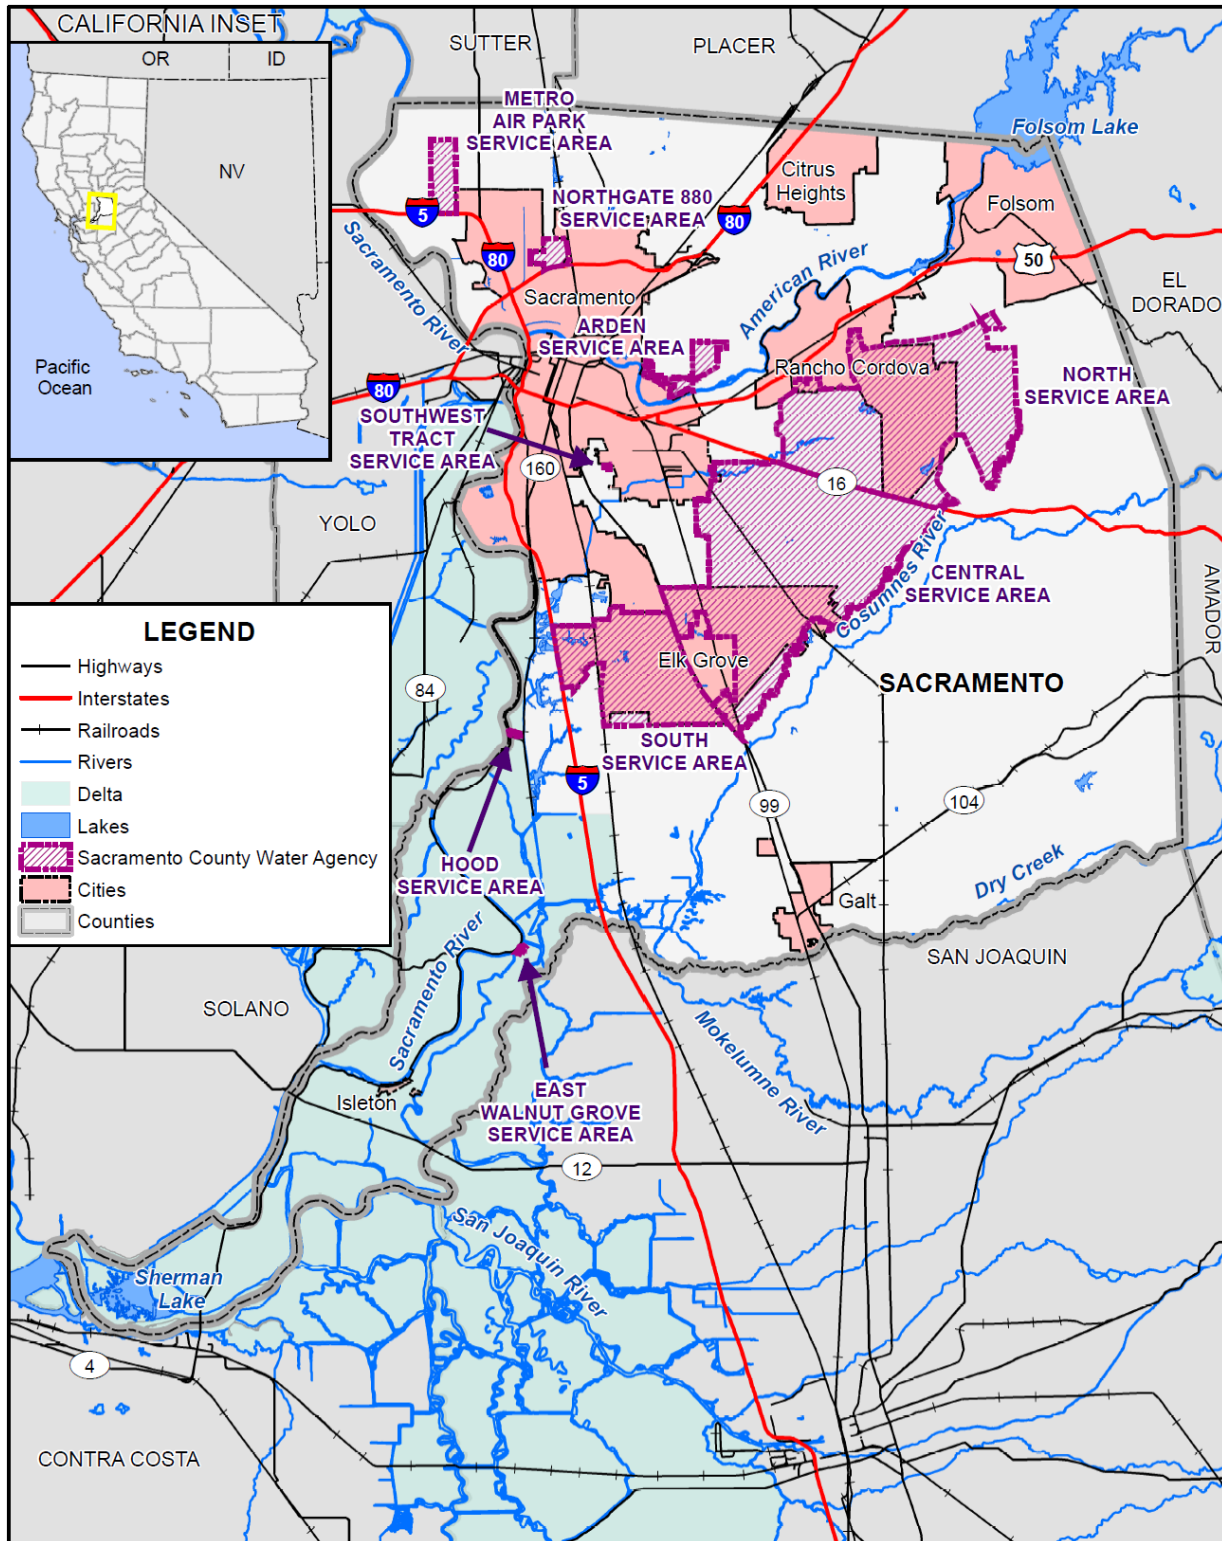 CALIFORNIA INSET
OR
ID
NV
Pacific
Ocean
SUTTER
PLACER
METRO
AIR PARK
SERVICE AREA
Folsom Lake
Citrus
Heights
NORTHGATE 880
SERVICE AREA
Folsom
5
80
80
50
Sacramento River
American River
EL
DORADO
Sacramento
ARDEN
SERVICE AREA
Rancho Cordova
NORTH
SERVICE AREA
80
SOUTHWEST
TRACT
SERVICE AREA
160
16
YOLO
Cosumnes River
CENTRAL
SERVICE AREA
AMADOR
LEGEND
Highways
Interstates
Railroads
Rivers
Delta
Lakes
Sacramento County Water Agency
Cities
Counties
84
Elk Grove
SACRAMENTO
SOUTH
SERVICE AREA
5
99
104
HOOD
SERVICE AREA
Dry Creek
Galt
Sacramento River
SAN JOAQUIN
SOLANO
Mokelumne River
Isleton
EAST
WALNUT GROVE
SERVICE AREA
12
San Joaquin River
Sherman
Lake
4
CONTRA COSTA